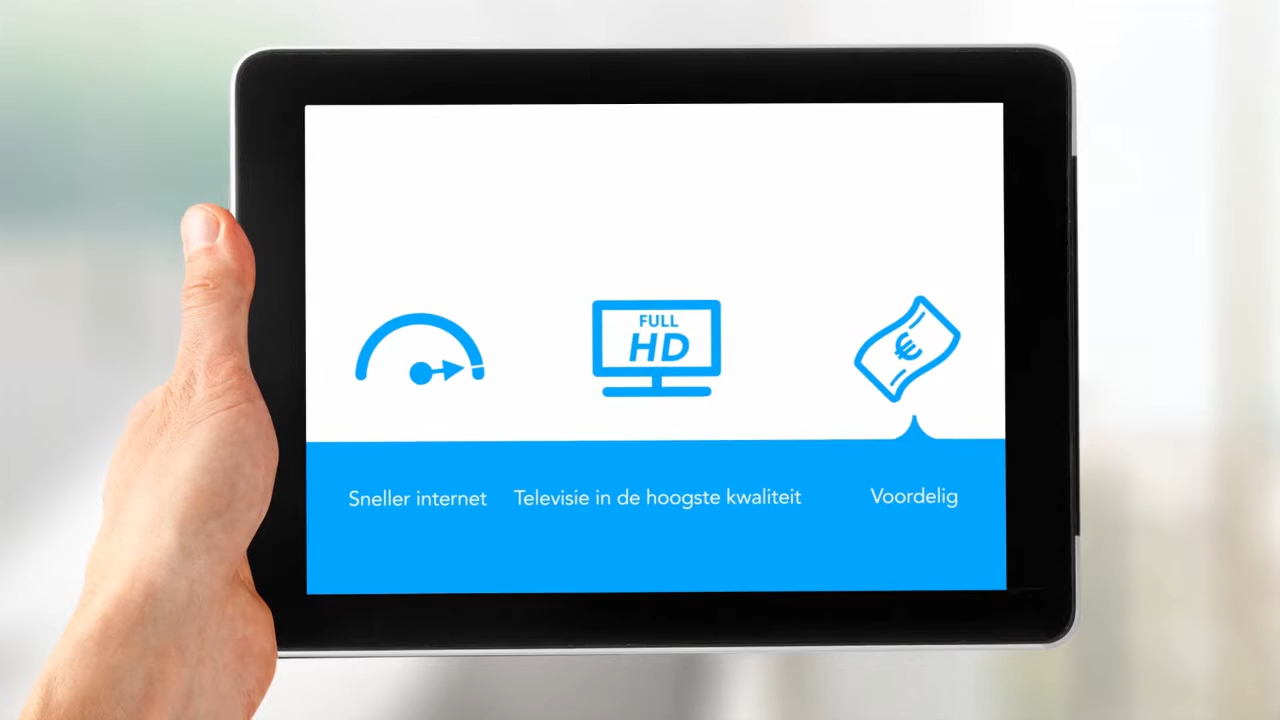 FULL
HD
€
Sneller internet
Televisie in de hoogste kwaliteit
Voordelig